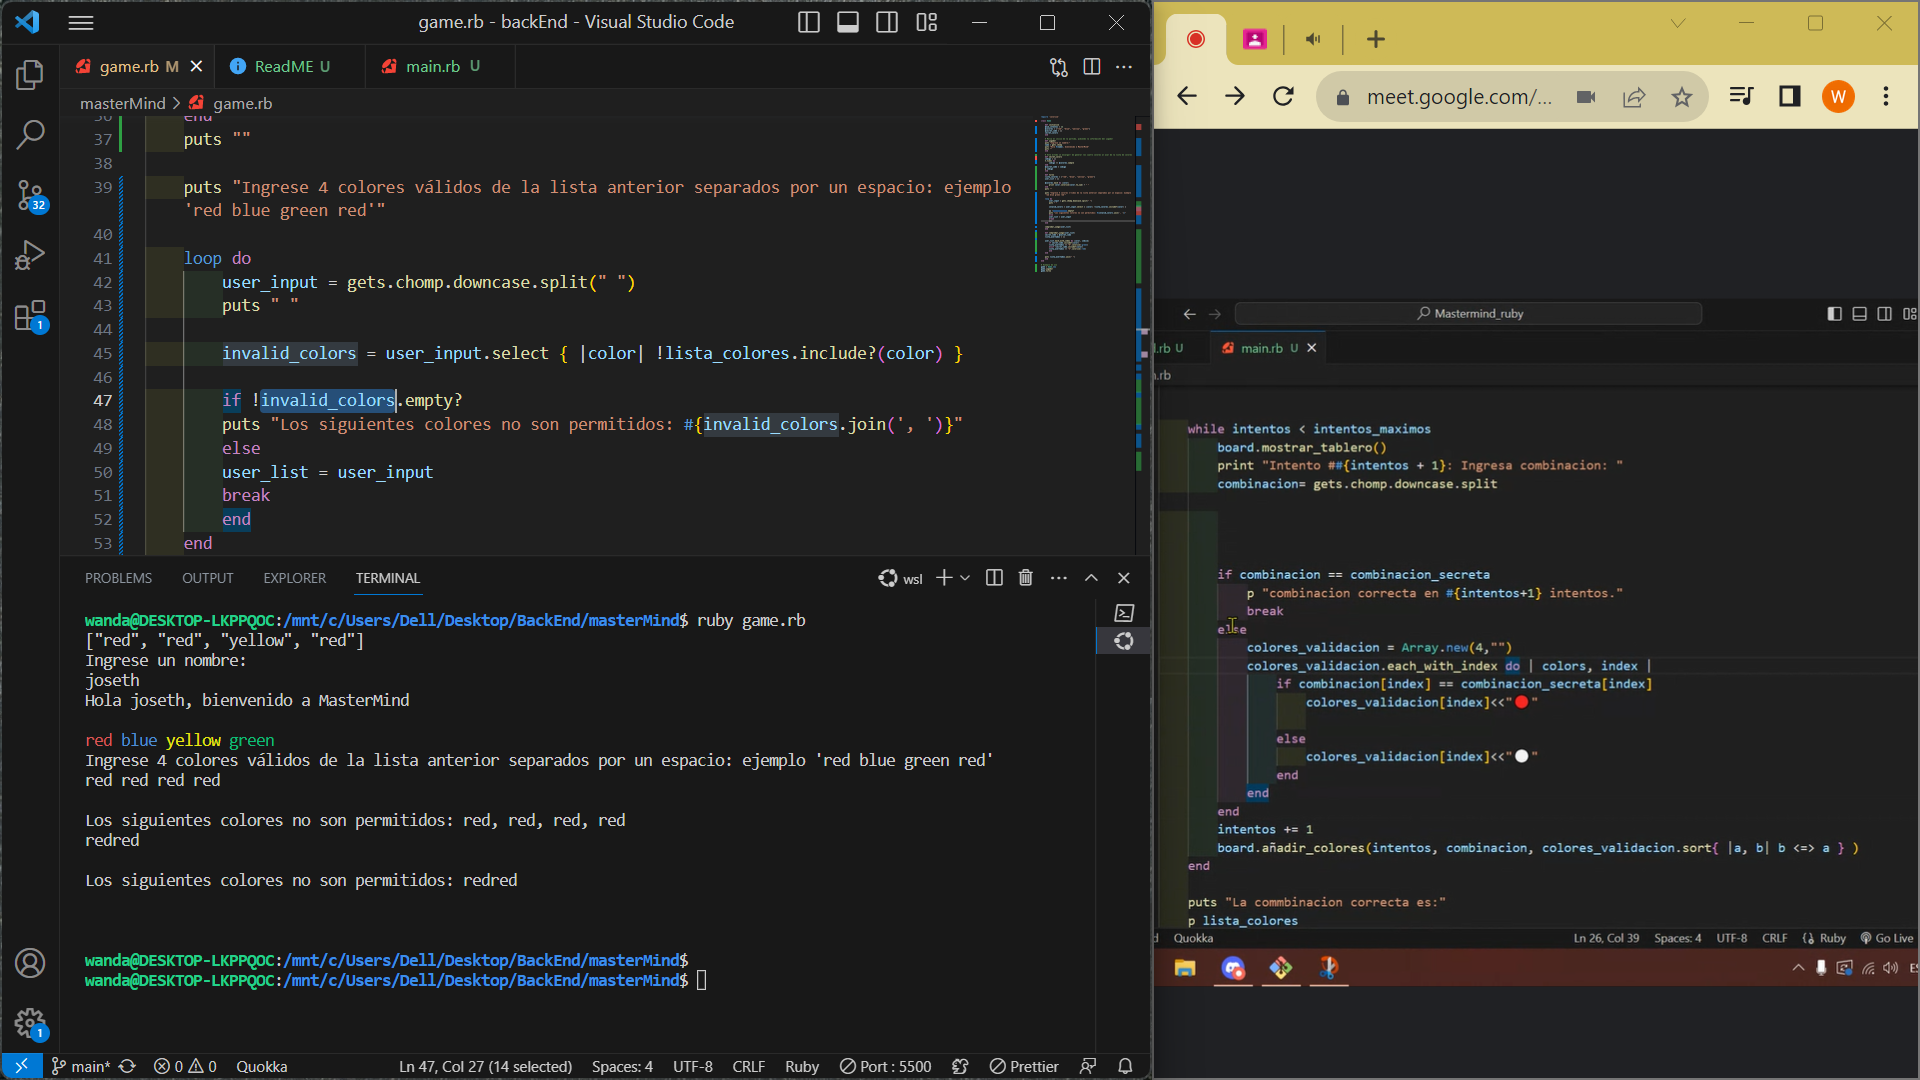 game.rb - backEnd - Visual Studio Code
game.rb M
ReadME U
main.rb U
masterMind > game.rb
36 end
37 puts ""
38
39 puts "Ingrese 4 colores válidos de la lista anterior separados por un espacio: ejemplo
'red blue green red'"
40
41 loop do
42 user_input = gets.chomp.downcase.split(" ")
43 puts " "
44
45 invalid_colors = user_input.select { |color| !lista_colores.include?(color) }
46
47 if !invalid_colors.empty?
48 puts "Los siguientes colores no son permitidos: #{invalid_colors.join(', ')}"
49 else
50 user_list = user_input
51 break
52 end
53 end
32
1
1
PROBLEMS OUTPUT EXPLORER TERMINAL
wsl
wanda@DESKTOP-LKPPQOC:/mnt/c/Users/Dell/Desktop/BackEnd/masterMind$ ruby game.rb
["red", "red", "yellow", "red"]
Ingrese un nombre:
joseth
Hola joseth, bienvenido a MasterMind
red blue yellow green
Ingrese 4 colores válidos de la lista anterior separados por un espacio: ejemplo 'red blue green red'
red red red red
Los siguientes colores no son permitidos: red, red, red, red
redred
Los siguientes colores no son permitidos: redred
wanda@DESKTOP-LKPPQOC:/mnt/c/Users/Dell/Desktop/BackEnd/masterMind$
wanda@DESKTOP-LKPPQOC:/mnt/c/Users/Dell/Desktop/BackEnd/masterMind$
main* 0 0 Quokka Ln 47, Col 27 (14 selected) Spaces: 4 UTF-8 CRLF Ruby Port : 5500 Prettier
meet.google.com/...
W
Mastermind_ruby
l.rb U
main.rb U
.rb
while intentos < intentos_maximos
board.mostrar_tablero()
print "Intento ##{intentos + 1}: Ingresa combinacion: "
combinacion= gets.chomp.downcase.split
if combinacion == combinacion_secreta
p "combinacion correcta en #{intentos+1} intentos."
break
else
colores_validacion = Array.new(4,"")
colores_validacion.each_with_index do | colors, index |
if combinacion[index] == combinacion_secreta[index]
colores_validacion[index]<<"🔴"
else
colores_validacion[index]<<"⚪"
end
end
end
intentos += 1
board.añadir_colores(intentos, combinacion, colores_validacion.sort{ |a, b| b <=> a } )
end
puts "La commbinacion correcta es:"
p lista_colores
Quokka Ln 26, Col 39 Spaces: 4 UTF-8 CRLF Ruby Go Live
ES